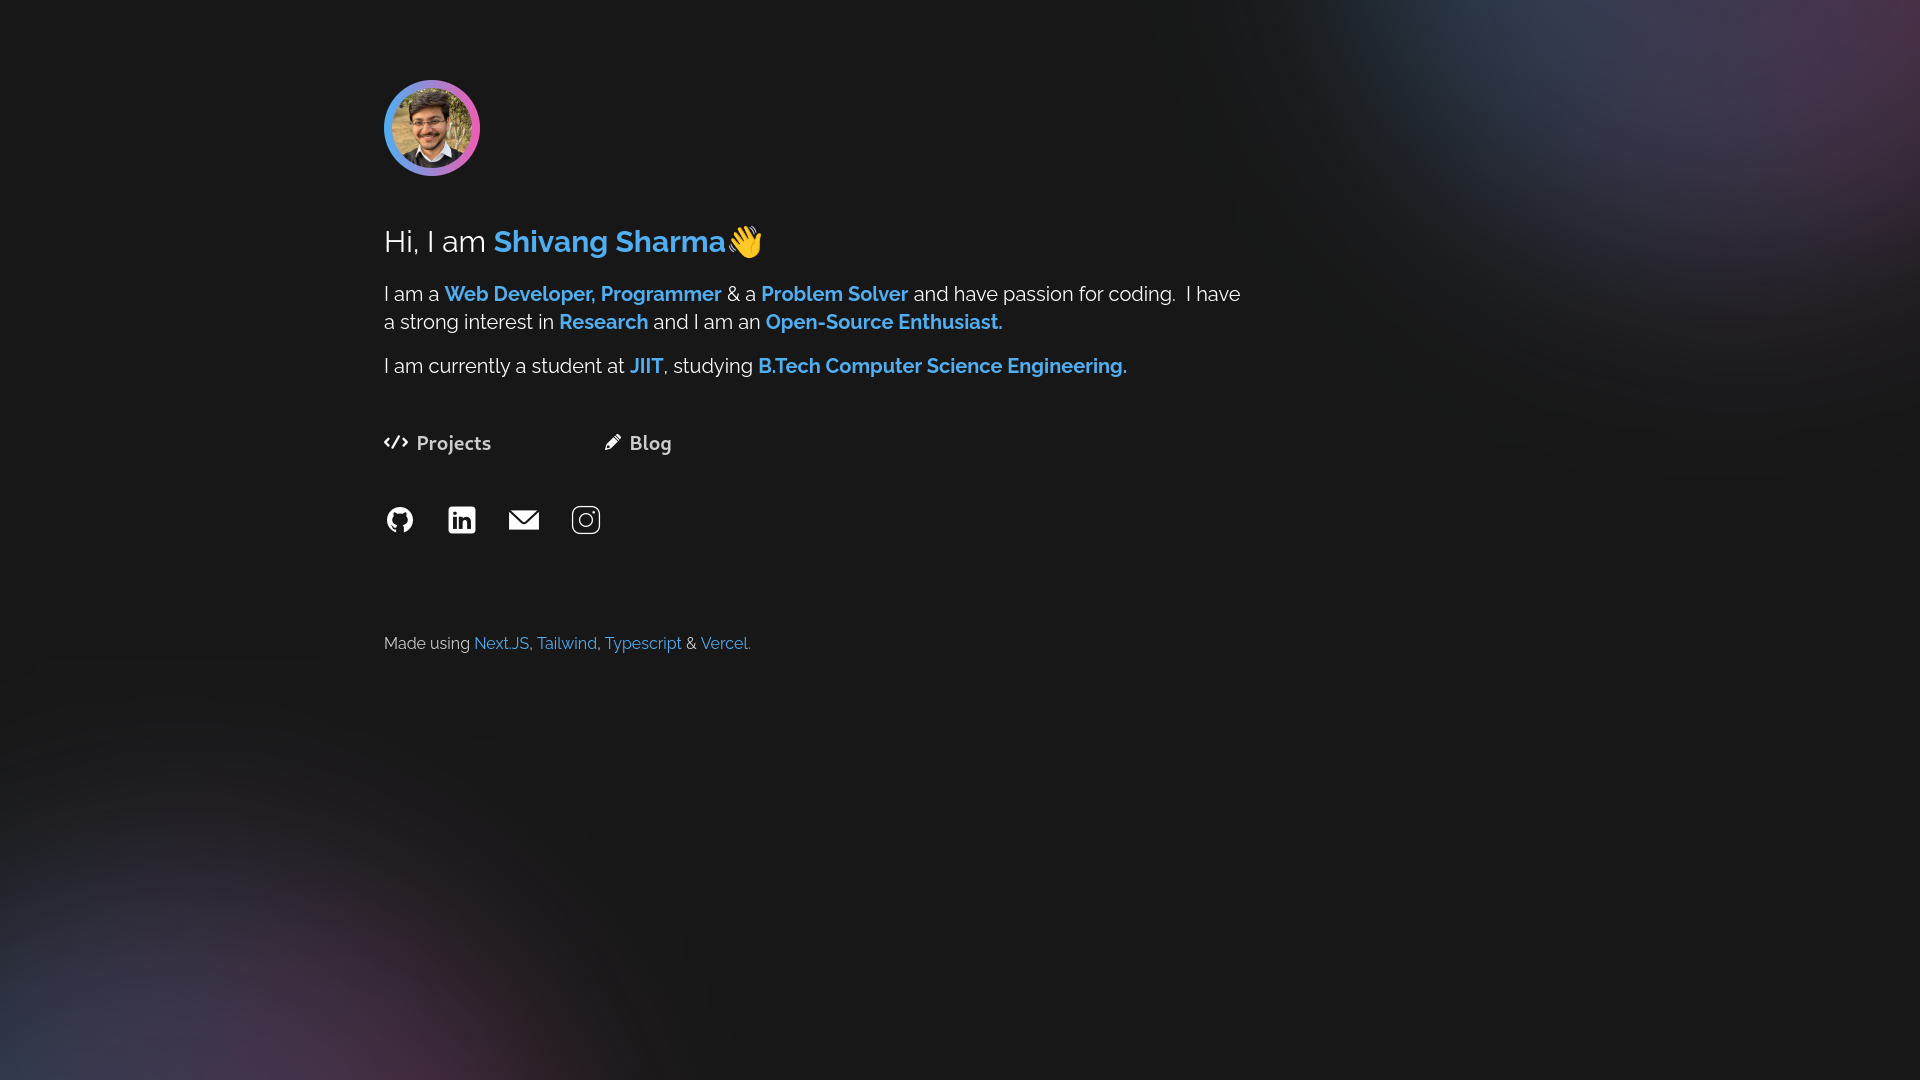 Hi, I am Shivang Sharma👋
I am a Web Developer, Programmer & a Problem Solver and have passion for coding.  I have
a strong interest in Research and I am an Open-Source Enthusiast.
I am currently a student at JIIT, studying B.Tech Computer Science Engineering.
Projects
Blog
in
Made using Next.JS, Tailwind, Typescript & Vercel.